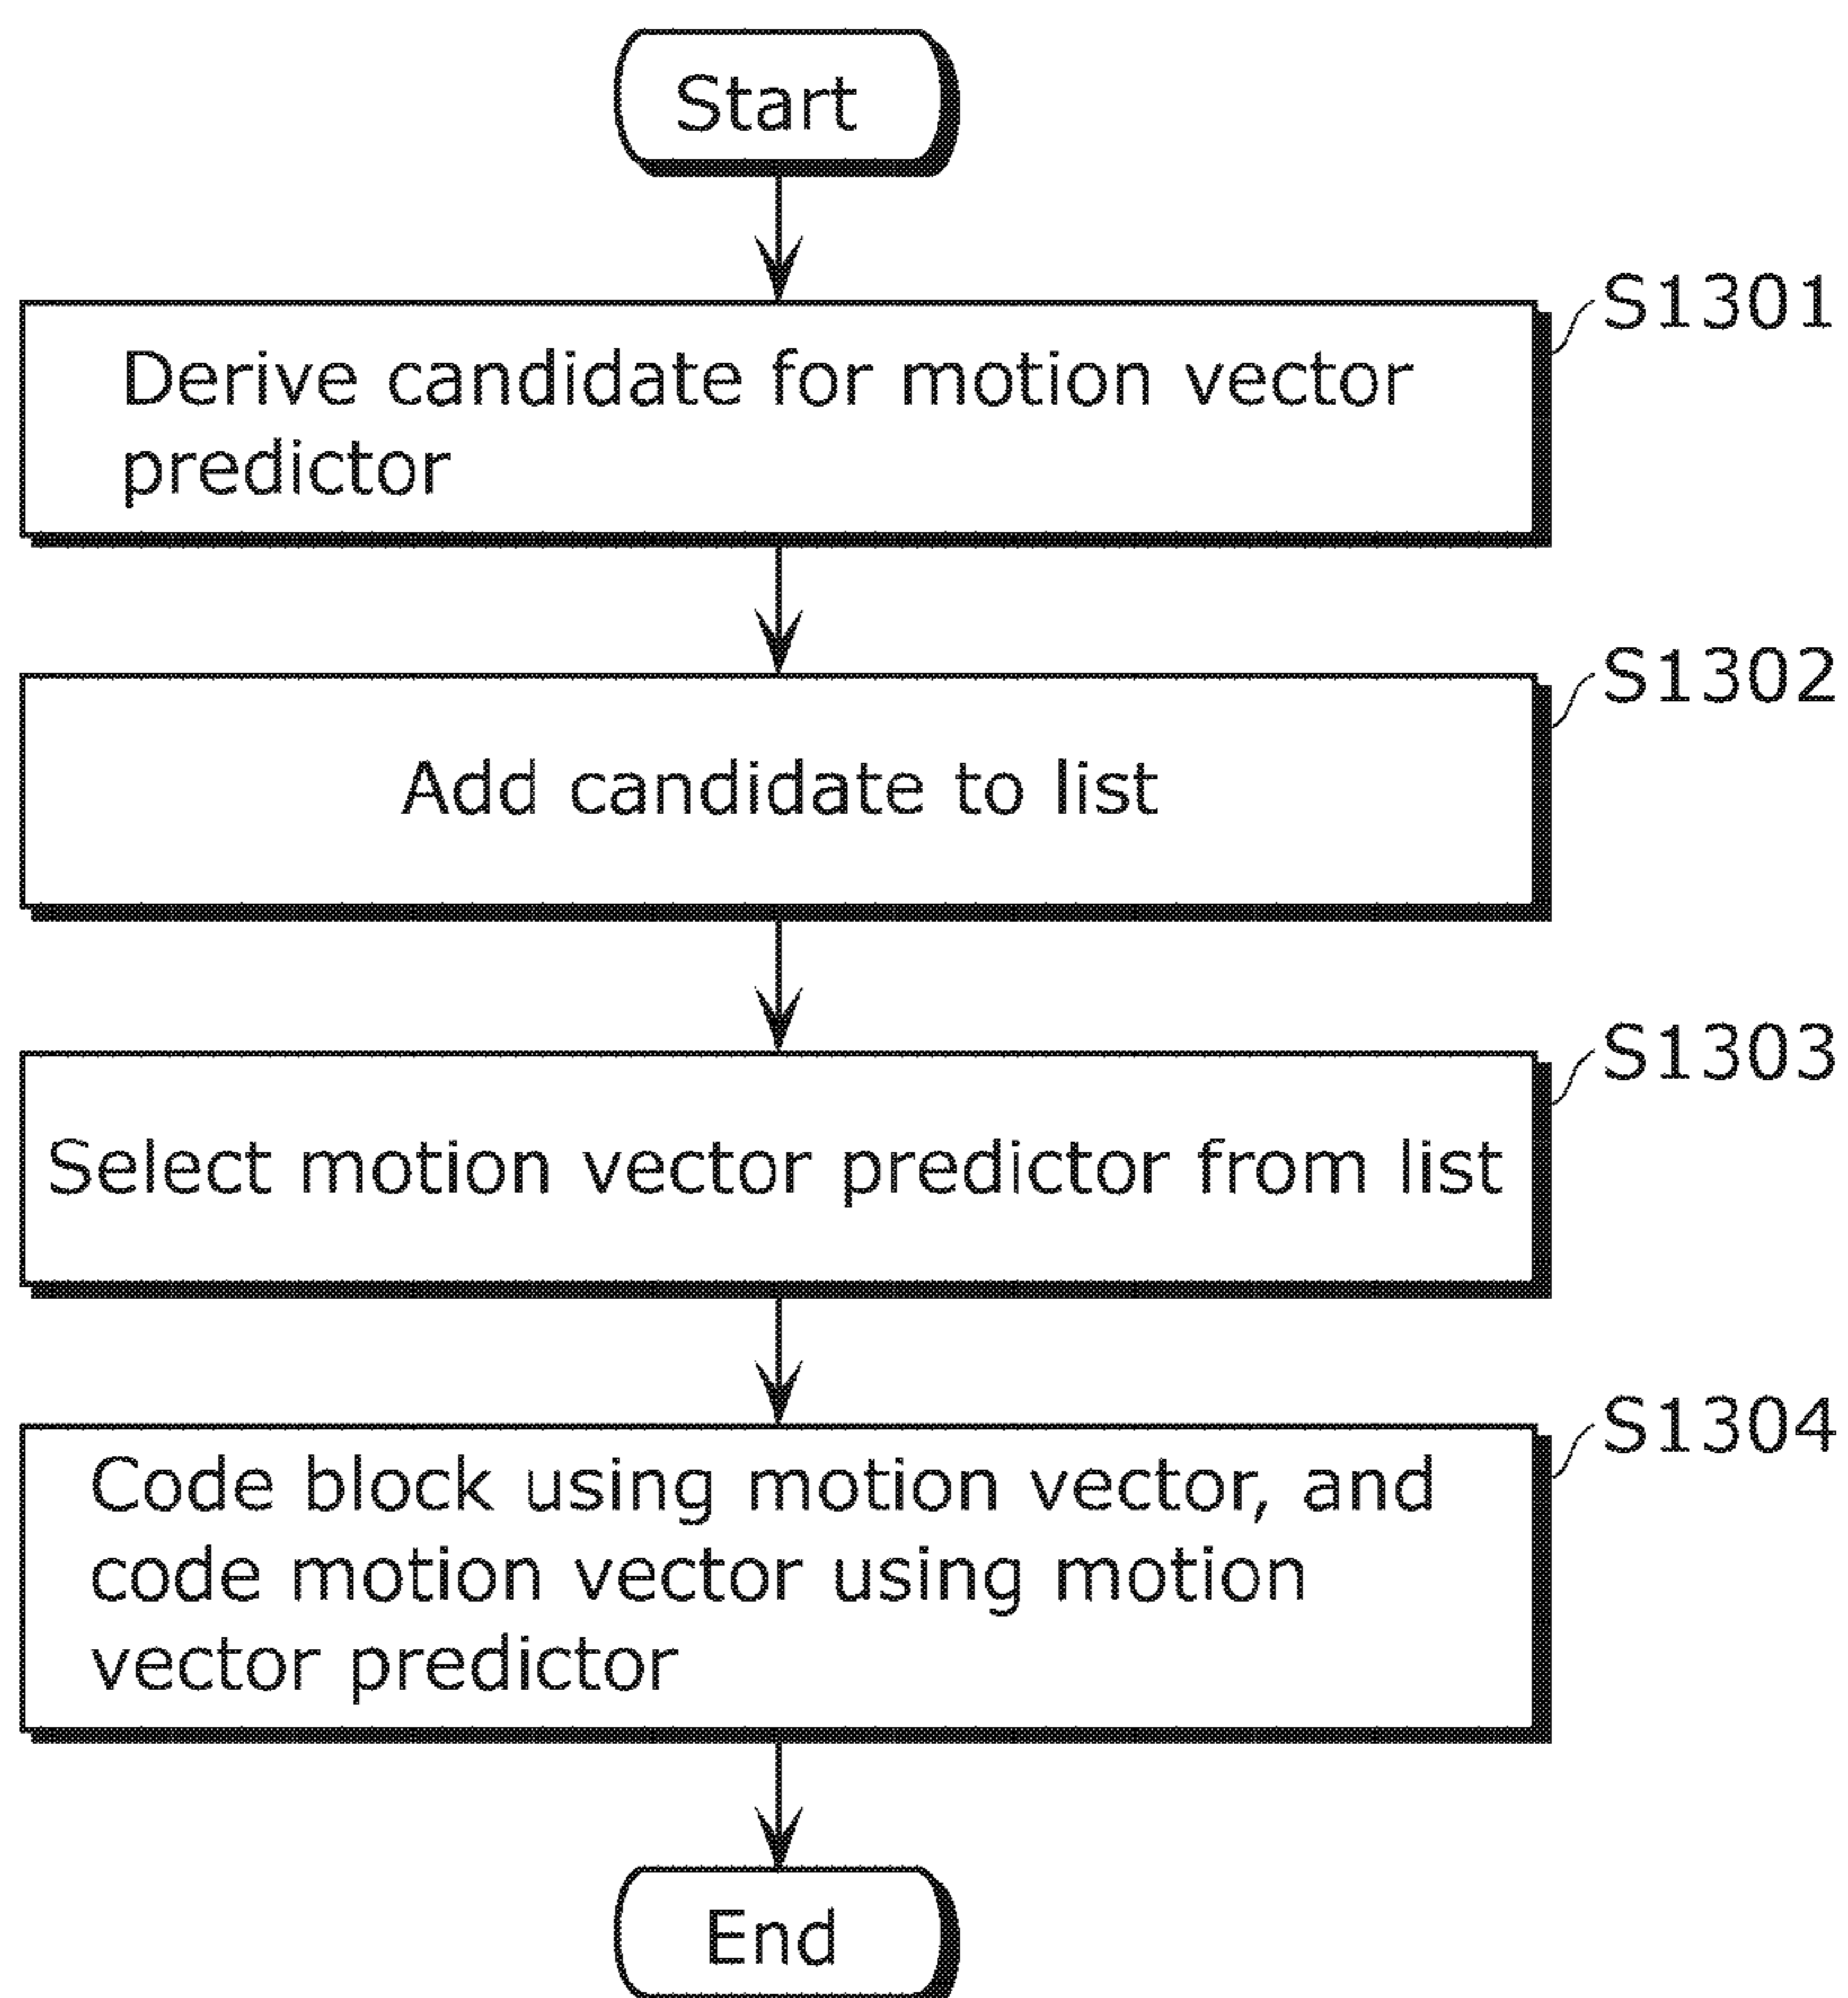 Start
S1301
Derive candidate for motion vector
predictor
S1302
Add candidate to list
S1303
Select motion vector predictor from list
S1304
Code block using motion vector, and
code motion vector using motion
vector predictor
End